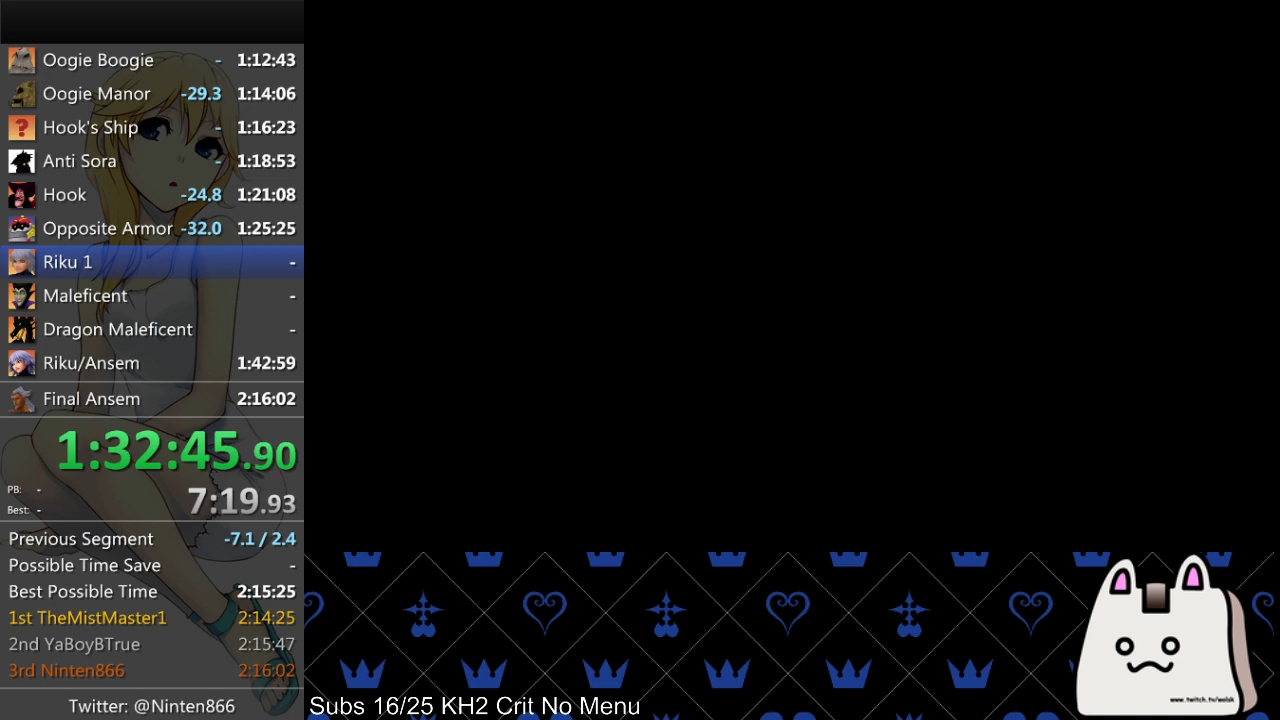 Oogie Boogie - 1:12:43
Oogie Manor -29.3 1:14:06
? Hook's Ship - 1:16:23
Anti Sora - 1:18:53
Hook -24.8 1:21:08
Opposite Armor -32.0 1:25:25
Riku 1 -
Maleficent -
Dragon Maleficent -
Riku/Ansem 1:42:59
Final Ansem 2:16:02
1:32:45.90
PB: -
7:19.93
Best: -
Previous Segment -7.1 / 2.4
Possible Time Save -
Best Possible Time 2:15:25
1st TheMistMaster1 2:14:25
2nd YaBoyBTrue 2:15:47
3rd Ninten866 2:16:02
Twitter: @Ninten866
Subs 16/25 KH2 Crit No Menu